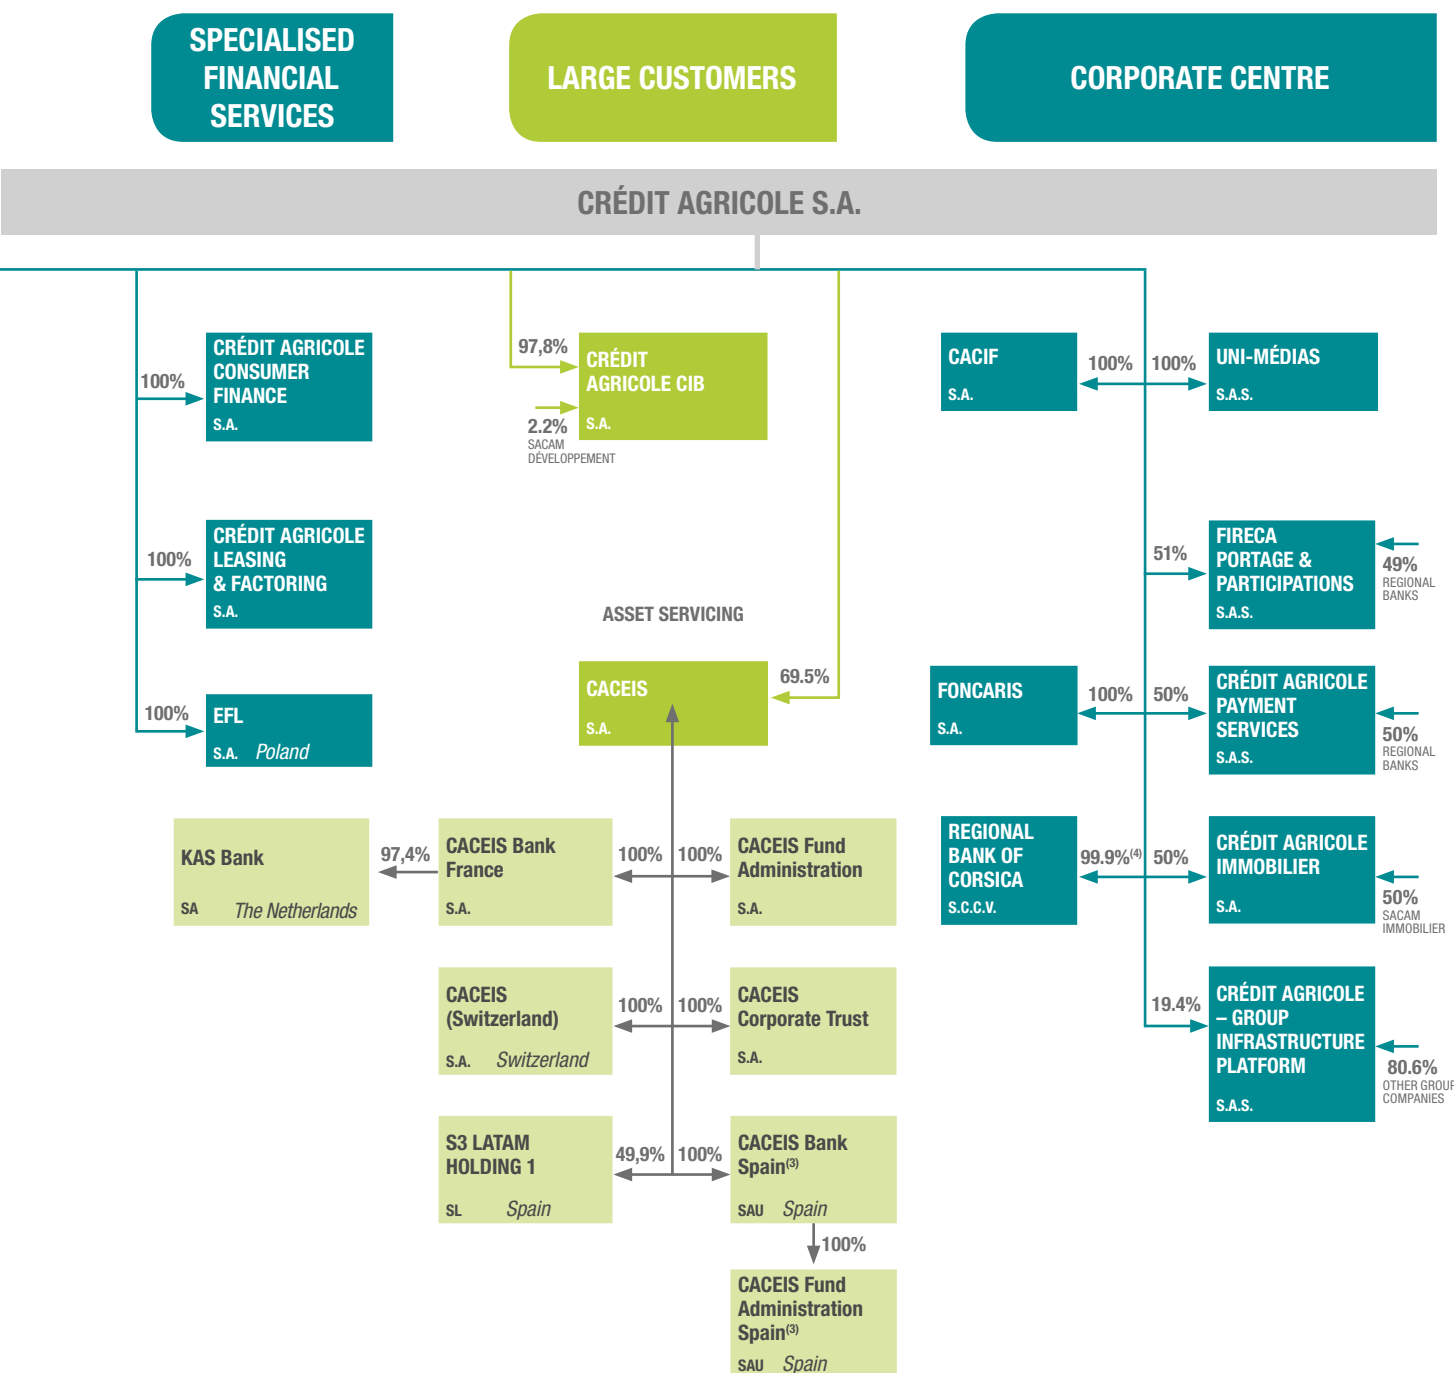 SPECIALISED
FINANCIAL
SERVICES
LARGE CUSTOMERS
CORPORATE CENTRE
CRÉDIT AGRICOLE S.A.
100%
CRÉDIT AGRICOLE
CONSUMER
FINANCE
S.A.
100%
CRÉDIT AGRICOLE
LEASING
& FACTORING
S.A.
100%
EFL
S.A. Poland
97,8%
CRÉDIT
AGRICOLE CIB
S.A.
2.2%
SACAM
DÉVELOPPEMENT
ASSET SERVICING
CACEIS
S.A.
69.5%
KAS Bank
SA The Netherlands
97,4%
CACEIS Bank
France
S.A.
100%
100%
CACEIS Fund
Administration
S.A.
CACEIS
(Switzerland)
S.A. Switzerland
100%
100%
CACEIS
Corporate Trust
S.A.
S3 LATAM
HOLDING 1
SL Spain
49,9%
100%
CACEIS Bank
Spain(3)
SAU Spain
100%
CACEIS Fund
Administration
Spain(3)
SAU Spain
CACIF
S.A.
100%
100%
UNI-MÉDIAS
S.A.S.
51%
FIRECA
PORTAGE &
PARTICIPATIONS
S.A.S.
49%
REGIONAL
BANKS
FONCARIS
S.A.
100%
50%
CRÉDIT AGRICOLE
PAYMENT
SERVICES
S.A.S.
50%
REGIONAL
BANKS
REGIONAL
BANK OF
CORSICA
S.C.C.V.
99.9%(4)
50%
CRÉDIT AGRICOLE
IMMOBILIER
S.A.
50%
SACAM
IMMOBILIER
19.4%
CRÉDIT AGRICOLE
– GROUP
INFRASTRUCTURE
PLATFORM
S.A.S.
80.6%
OTHER GROUP
COMPANIES